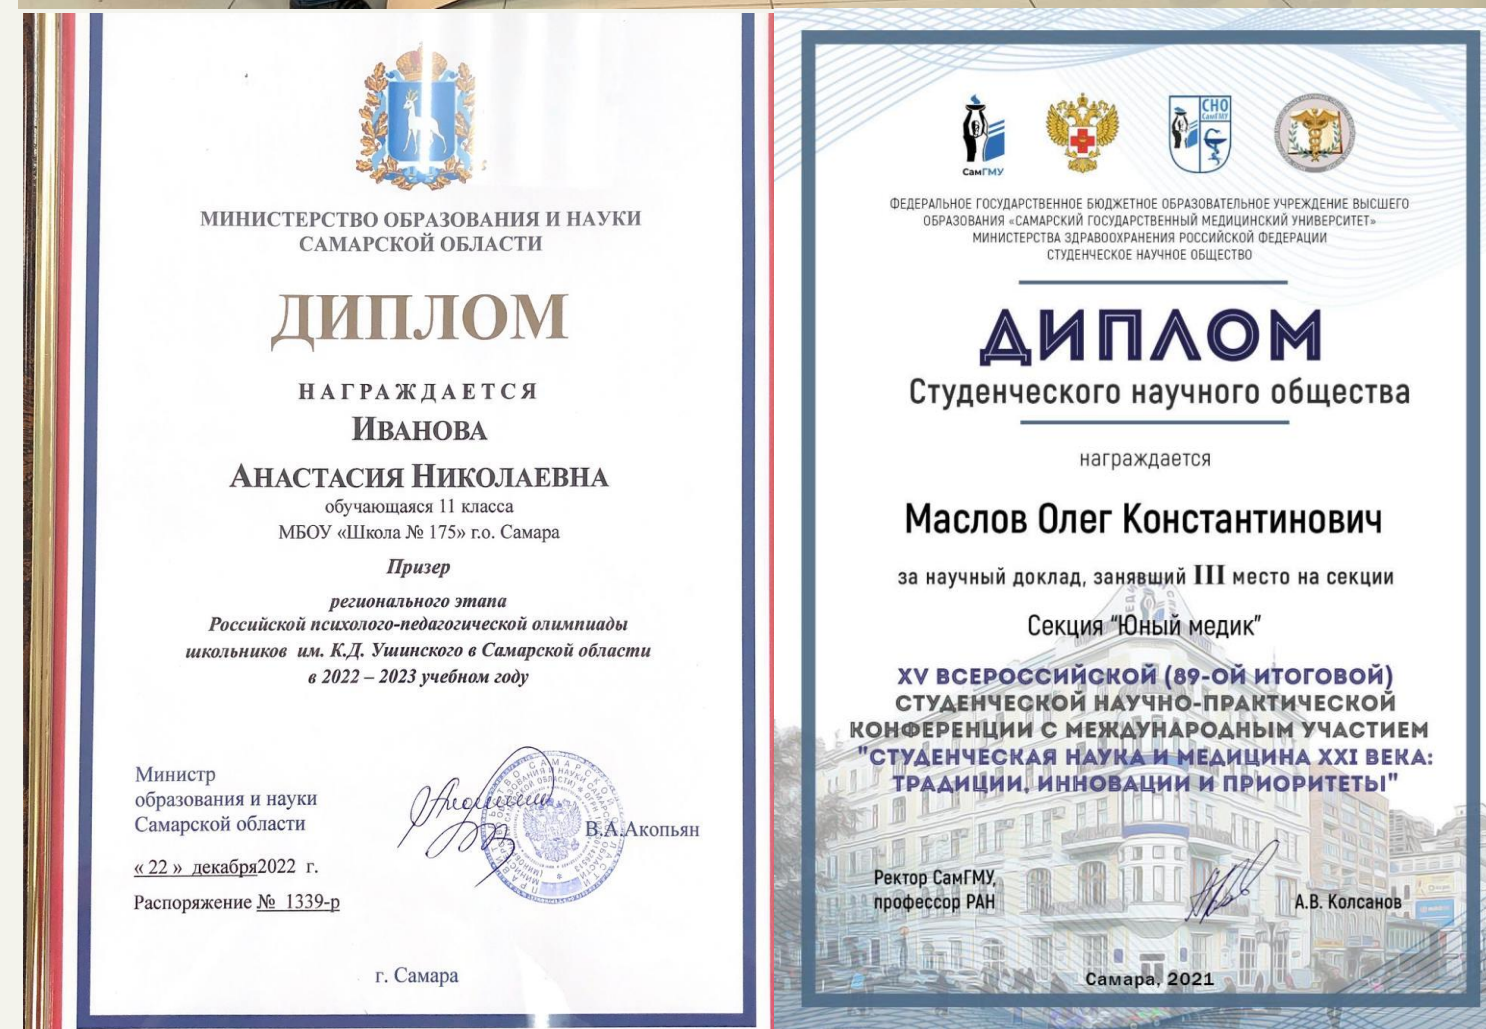 МИНИСТЕРСТВО ОБРАЗОВАНИЯ И НАУКИ
САМАРСКОЙ ОБЛАСТИ
ДИПЛОМ
НАГРАЖДАЕТСЯ
ИВАНОВА
АНАСТАСИЯ НИКОЛАЕВНА
обучающаяся 11 класса
МБОУ «Школа № 175» г.о. Самара
Призер
регионального этапа
Российской психолого-педагогической олимпиады
школьников им. К.Д. Ушинского в Самарской области
в 2022 – 2023 учебном году
Министр
образования и науки
Самарской области
В.А.Акопьян
« 22 » декабря2022 г.
Распоряжение № 1339-р
г. Самара
СамГМУ
СНО
СамГМУ
ФЕДЕРАЛЬНОЕ ГОСУДАРСТВЕННОЕ БЮДЖЕТНОЕ ОБРАЗОВАТЕЛЬНОЕ УЧРЕЖДЕНИЕ ВЫСШЕГО
ОБРАЗОВАНИЯ «САМАРСКИЙ ГОСУДАРСТВЕННЫЙ МЕДИЦИНСКИЙ УНИВЕРСИТЕТ»
МИНИСТЕРСТВА ЗДРАВООХРАНЕНИЯ РОССИЙСКОЙ ФЕДЕРАЦИИ
СТУДЕНЧЕСКОЕ НАУЧНОЕ ОБЩЕСТВО
ДИПЛОМ
Студенческого научного общества
награждается
Маслов Олег Константинович
за научный доклад, занявший III место на секции
Секция "Юный медик"
XV ВСЕРОССИЙСКОЙ (89-ОЙ ИТОГОВОЙ)
СТУДЕНЧЕСКОЙ НАУЧНО-ПРАКТИЧЕСКОЙ
КОНФЕРЕНЦИИ С МЕЖДУНАРОДНЫМ УЧАСТИЕМ
"СТУДЕНЧЕСКАЯ НАУКА И МЕДИЦИНА XXI ВЕКА:
ТРАДИЦИИ, ИННОВАЦИИ И ПРИОРИТЕТЫ"
Ректор СамГМУ,
профессор РАН
А.В. Колсанов
Самара, 2021